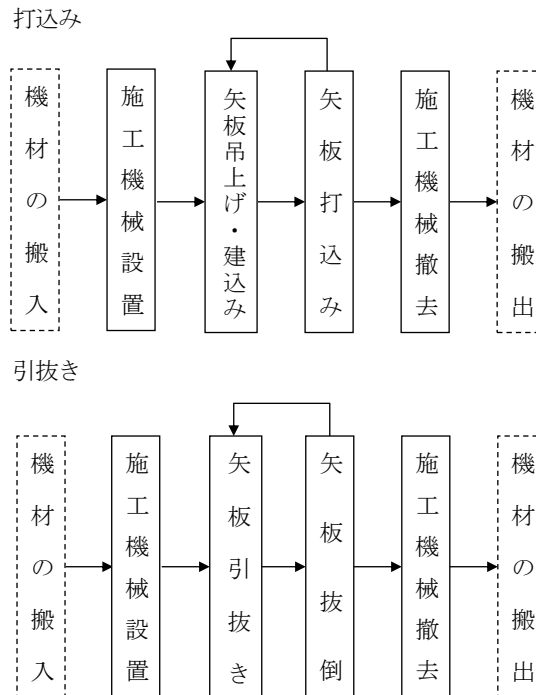 打込み
機材の搬入
施工機械設置
矢板吊上げ・建込み
矢板打込み
施工機械撤去
機材の搬出
引抜き
機材の搬入
施工機械設置
矢板引抜き
矢板抜倒
施工機械撤去
機材の搬出